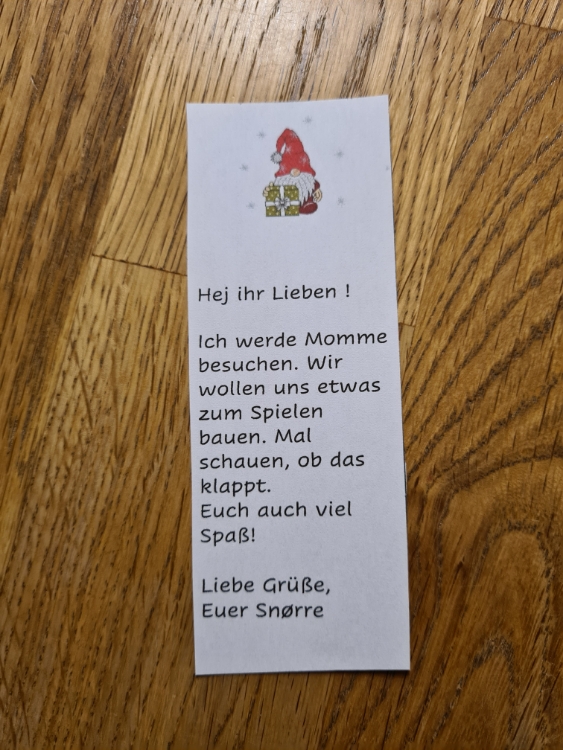 Hej ihr Lieben !
Ich werde Momme
besuchen. Wir
wollen uns etwas
zum Spielen
bauen. Mal
schauen, ob das
klappt.
Euch auch viel
Spaß!
Liebe Grüße,
Euer Snørre